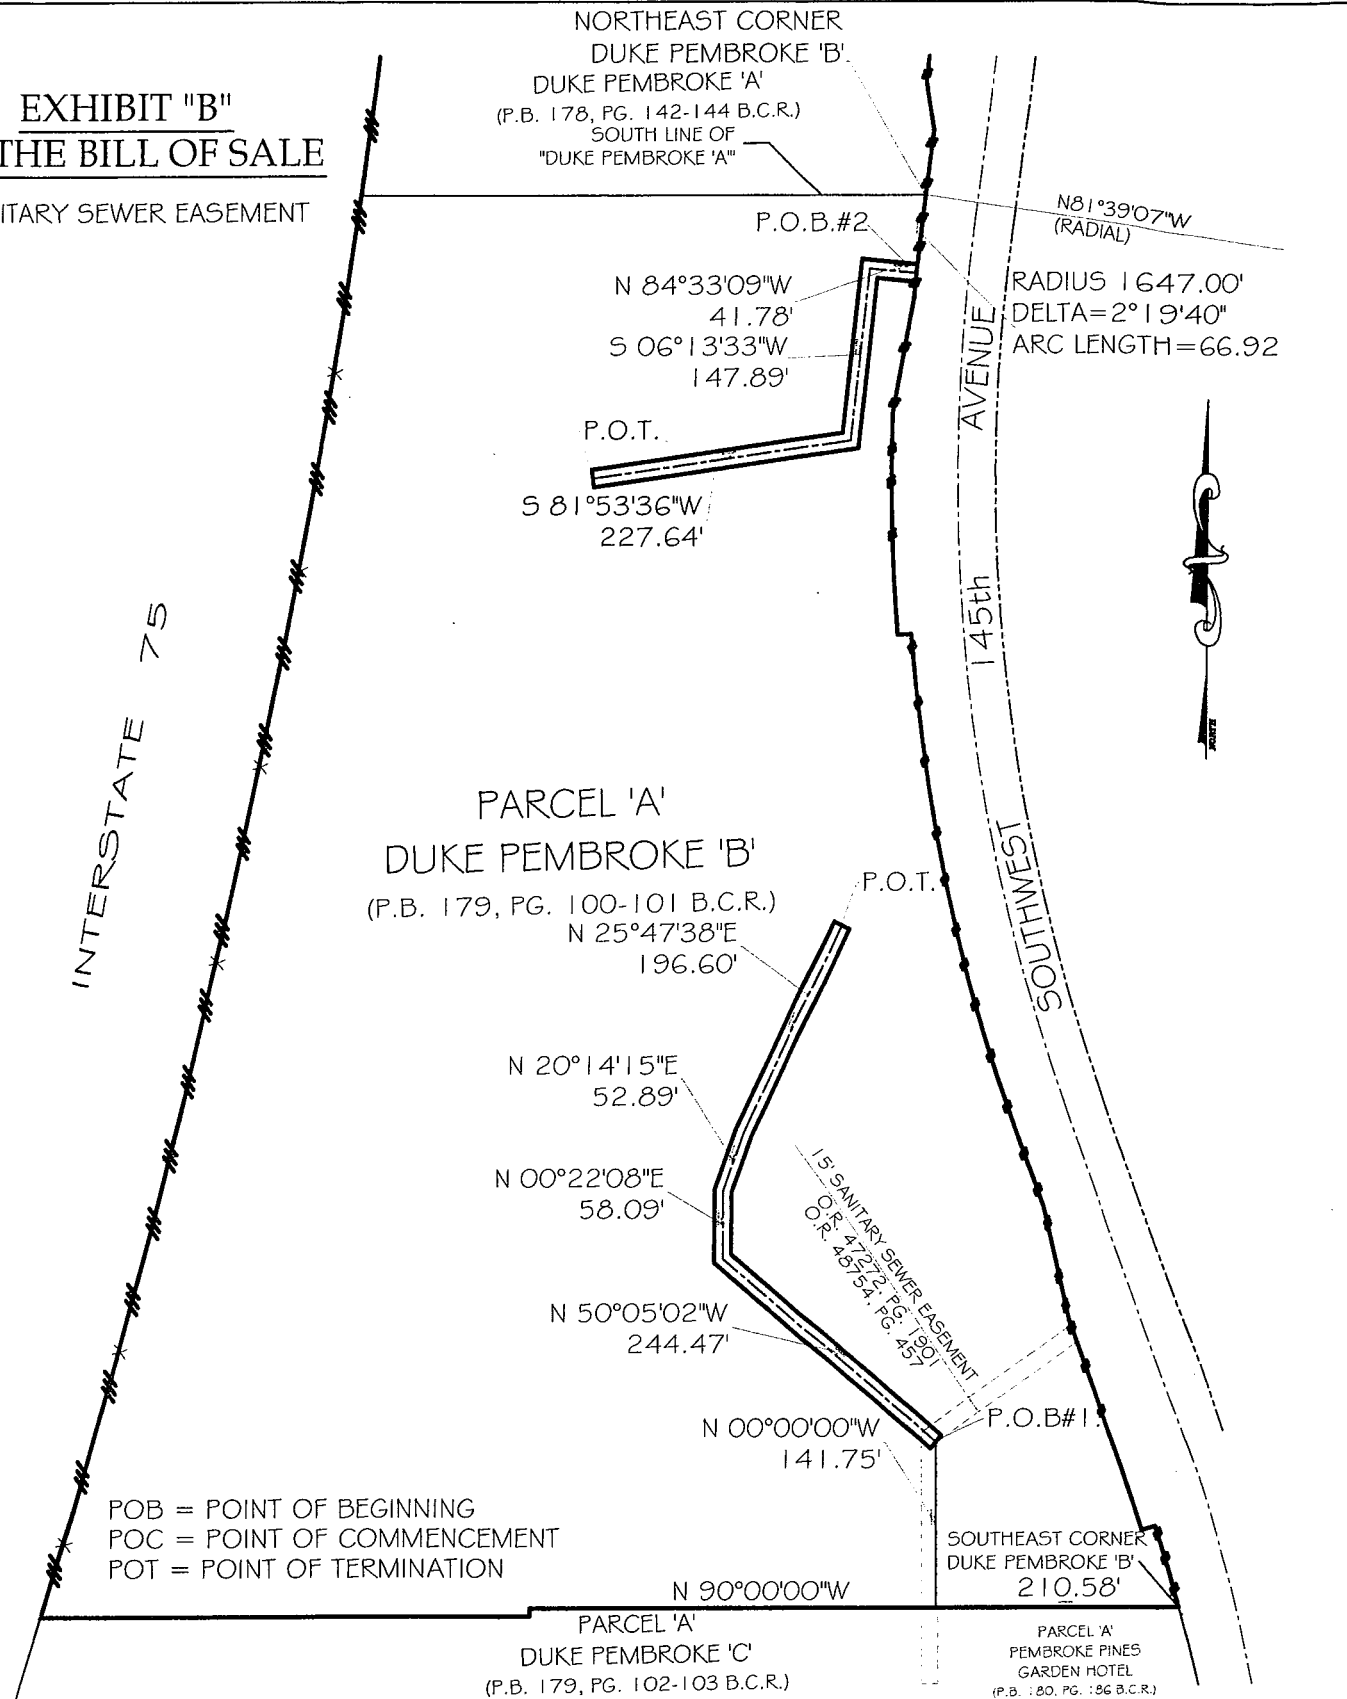 NORTHEAST CORNER
DUKE PEMBROKE 'B'
DUKE PEMBROKE 'A'
(P.B. 178, PG. 142-144 B.C.R.)
SOUTH LINE OF
"DUKE PEMBROKE 'A'"
EXHIBIT "B"
THE BILL OF SALE
ITARY SEWER EASEMENT
N81°39'07"W
(RADIAL)
P.O.B.#2
RADIUS 1647.00'
DELTA=2°19'40"
ARC LENGTH=66.92
N 84°33'09"W
41.78'
S 06°13'33"W
147.89'
P.O.T.
S 81°53'36"W
227.64'
SOUTHWEST 145th AVENUE
NORTH
INTERSTATE 75
PARCEL 'A'
DUKE PEMBROKE 'B'
(P.B. 179, PG. 100-101 B.C.R.)
P.O.T.
N 25°47'38"E
196.60'
N 20°14'15"E
52.89'
N 00°22'08"E
58.09'
15' SANITARY SEWER EASEMENT
O.R. 47272, PG. 1901
O.R. 48754, PG. 457
N 50°05'02"W
244.47'
P.O.B#1
N 00°00'00"W
141.75'
POB = POINT OF BEGINNING
POC = POINT OF COMMENCEMENT
POT = POINT OF TERMINATION
SOUTHEAST CORNER
DUKE PEMBROKE 'B'
210.58'
N 90°00'00"W
PARCEL 'A'
DUKE PEMBROKE 'C'
(P.B. 179, PG. 102-103 B.C.R.)
PARCEL 'A'
PEMBROKE PINES
GARDEN HOTEL
(P.B. 180, PG. 186 B.C.R.)